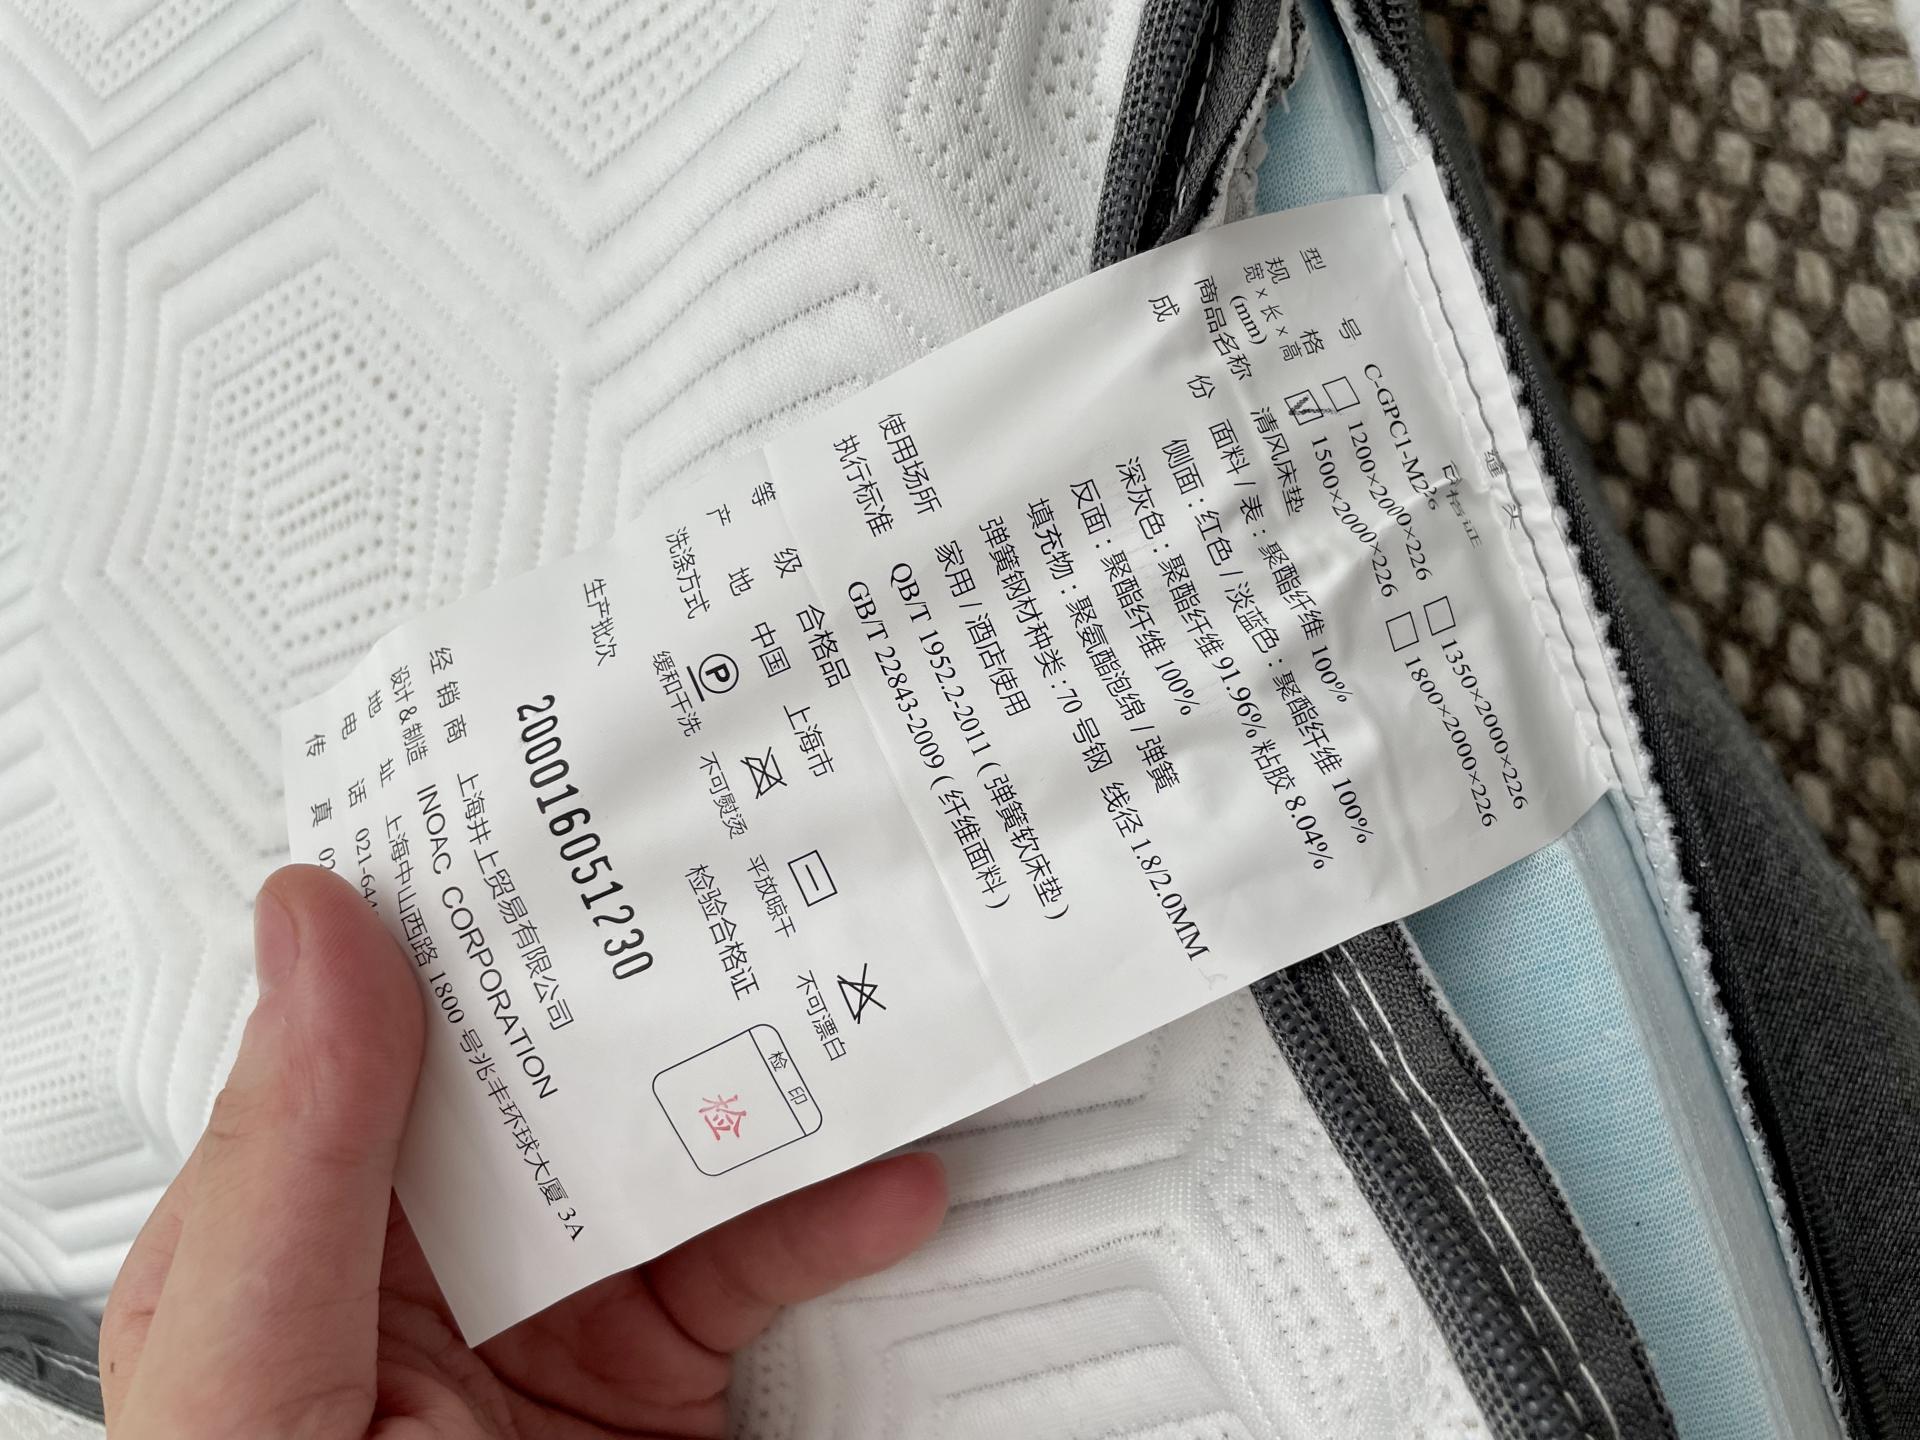 缝 头
合格证
型 号 C-GPC1-M226
规 格 □ 1200×2000×226 □ 1350×2000×226
宽×长×高 (mm) ☑ 1500×2000×226 □ 1800×2000×226
商品名称 清风床垫
成 份 面料/表：聚酯纤维 100%
侧面：红色/淡蓝色：聚酯纤维 100%
深灰色：聚酯纤维 91.96% 粘胶 8.04%
反面：聚酯纤维 100%
填充物：聚氨酯泡绵/弹簧
弹簧钢材种类:70 号钢 线径 1.8/2.0MM
使用场所 家用/酒店使用
执行标准 QB/T 1952.2-2011 (弹簧软床垫)
GB/T 22843-2009 (纤维面料)
等 级 合格品
产 地 中国 上海市
洗涤方式 P
缓和干洗 不可熨烫 平放晾干 不可漂白
检验合格证 检 印
检
生产批次
2000160512 30
经 销 商 上海井上贸易有限公司
设计&制造 INOAC CORPORATION
地 址 上海中山西路 1800 号兆丰环球大厦 3A
电 话 021-64
传 真 02